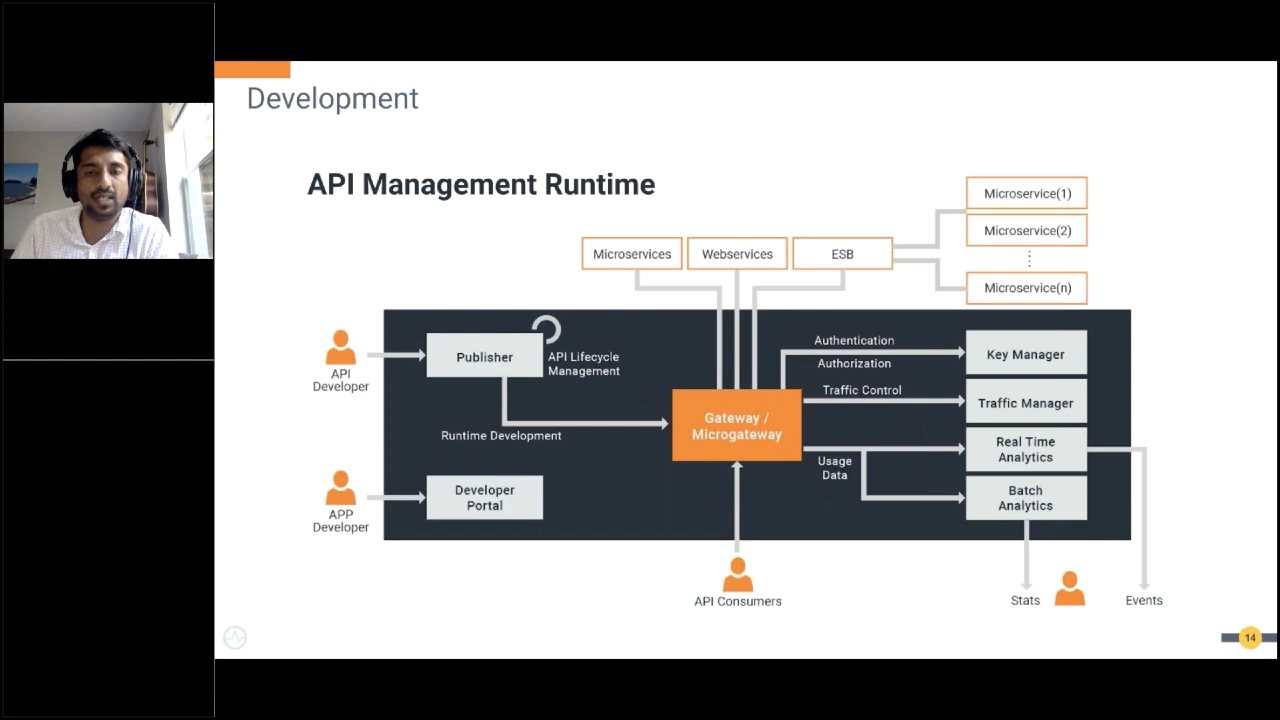 Development
API Management Runtime
Microservice(1)
Microservice(2)
Microservices
Webservices
ESB
Microservice(n)
API
Developer
Publisher
API Lifecycle
Management
Authentication
Authorization
Key Manager
Traffic Control
Traffic Manager
Gateway /
Microgateway
Runtime Development
Usage
Data
Real Time
Analytics
APP
Developer
Developer
Portal
Batch
Analytics
API Consumers
Stats
Events
14